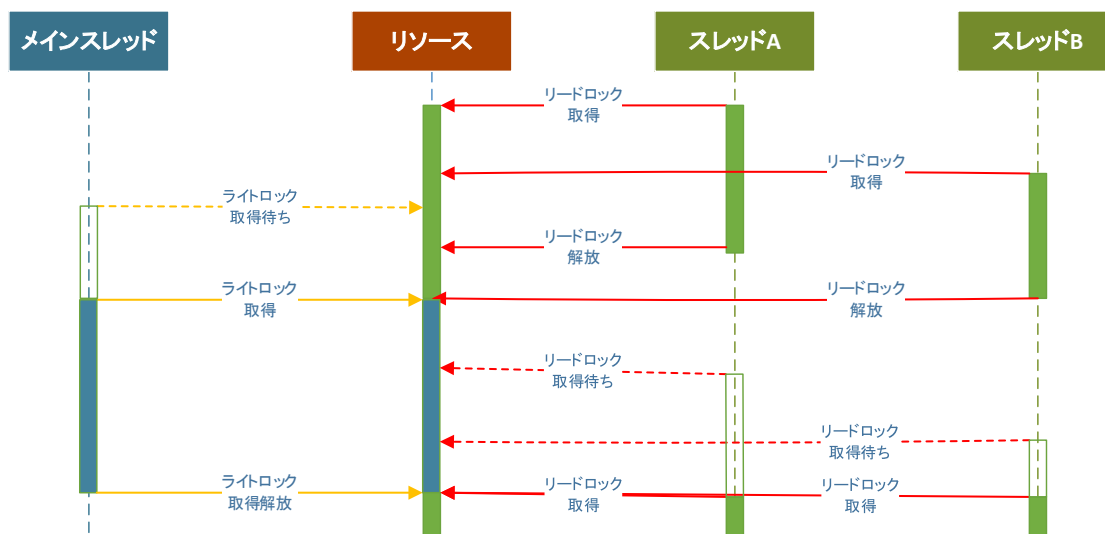 メインスレッド
リソース
スレッドA
スレッドB
リードロック
取得
リードロック
取得
ライトロック
取得待ち
リードロック
解放
ライトロック
取得
リードロック
解放
リードロック
取得待ち
リードロック
取得待ち
ライトロック
取得解放
リードロック
取得
リードロック
取得